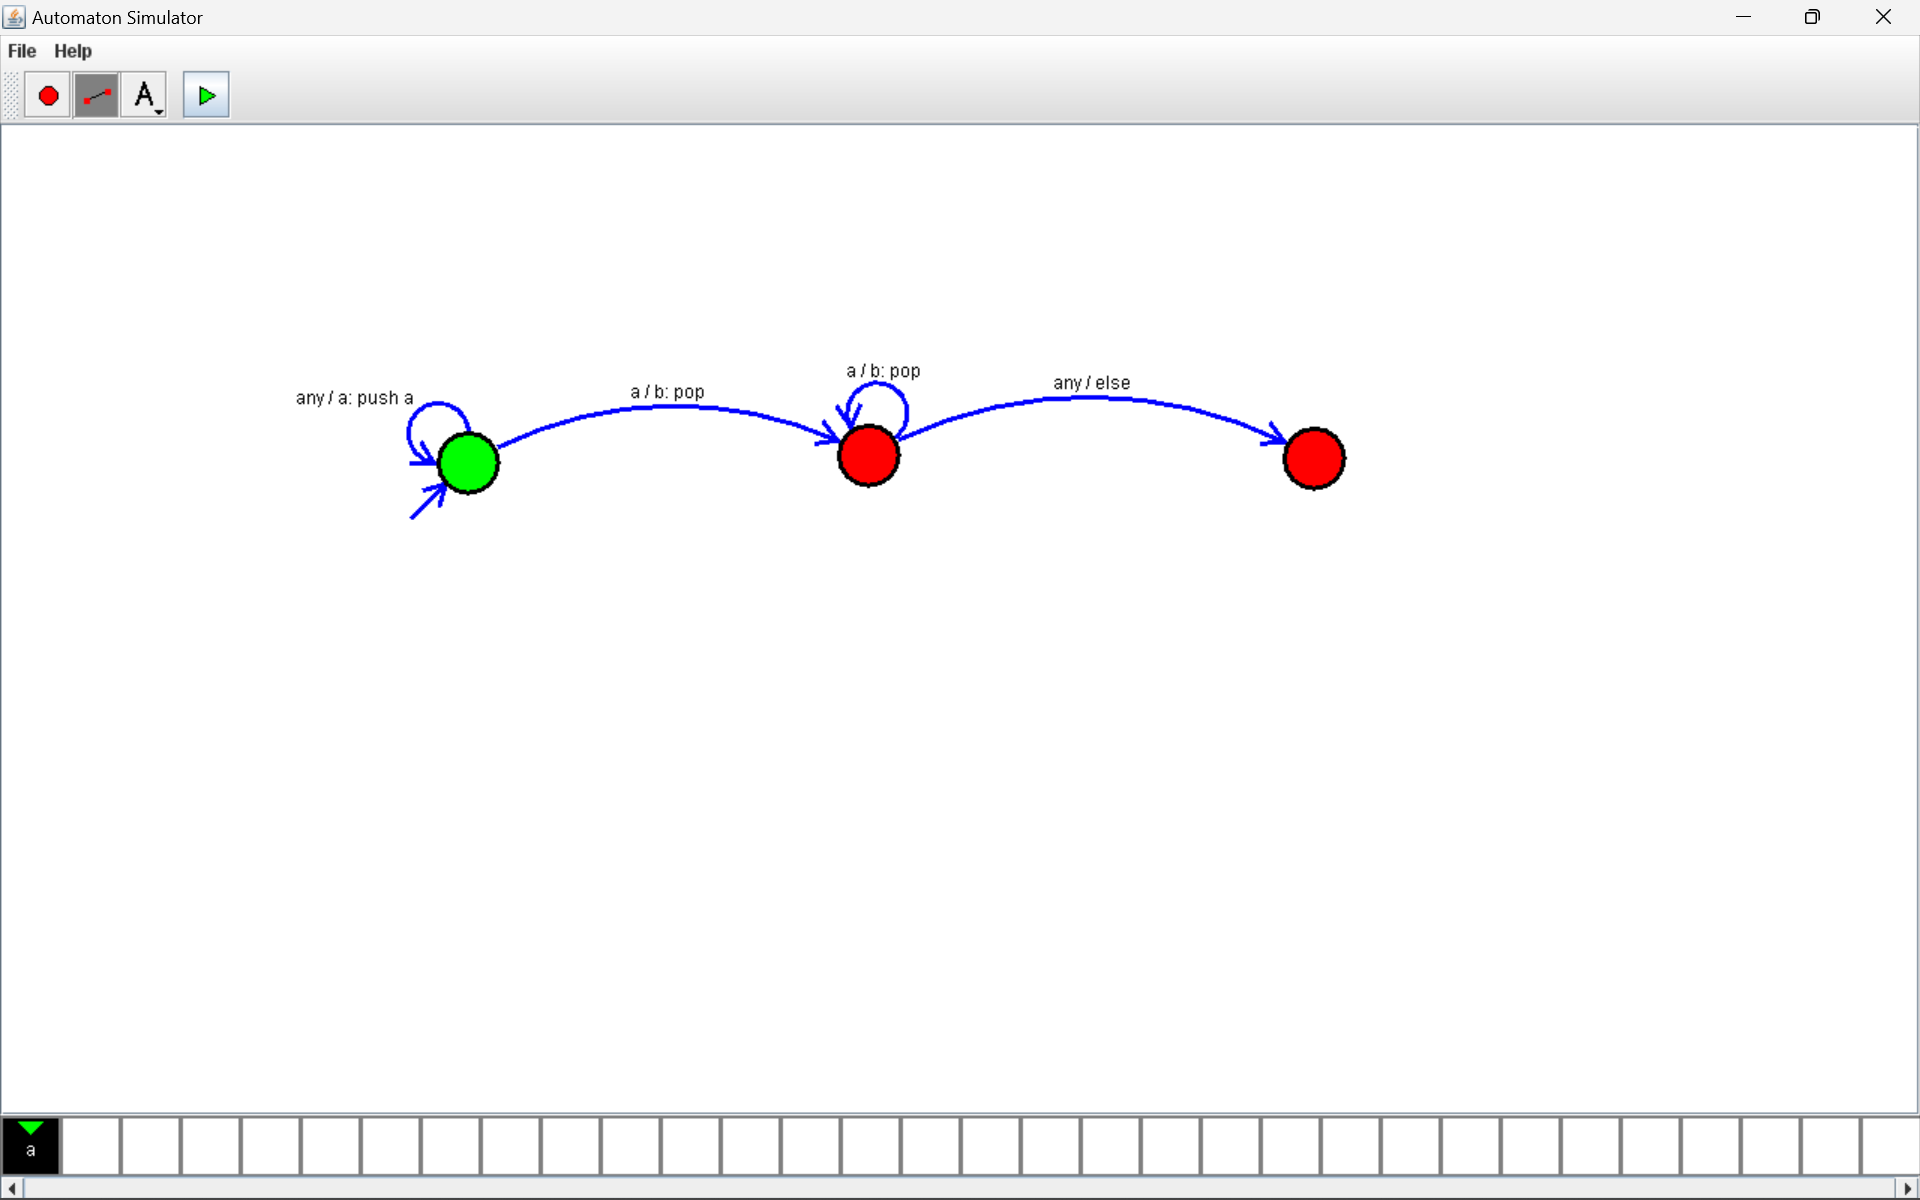 Automaton Simulator
File Help
A
a / b: pop
any / else
a / b: pop
any / a: push a
a